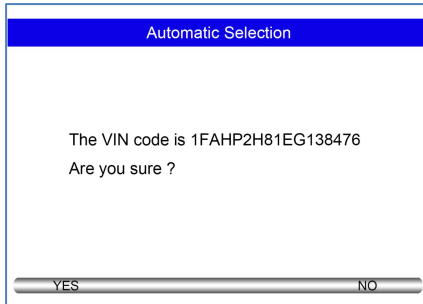 Automatic Selection
The VIN code is 1FAHP2H81EG138476
Are you sure ?
YES NO